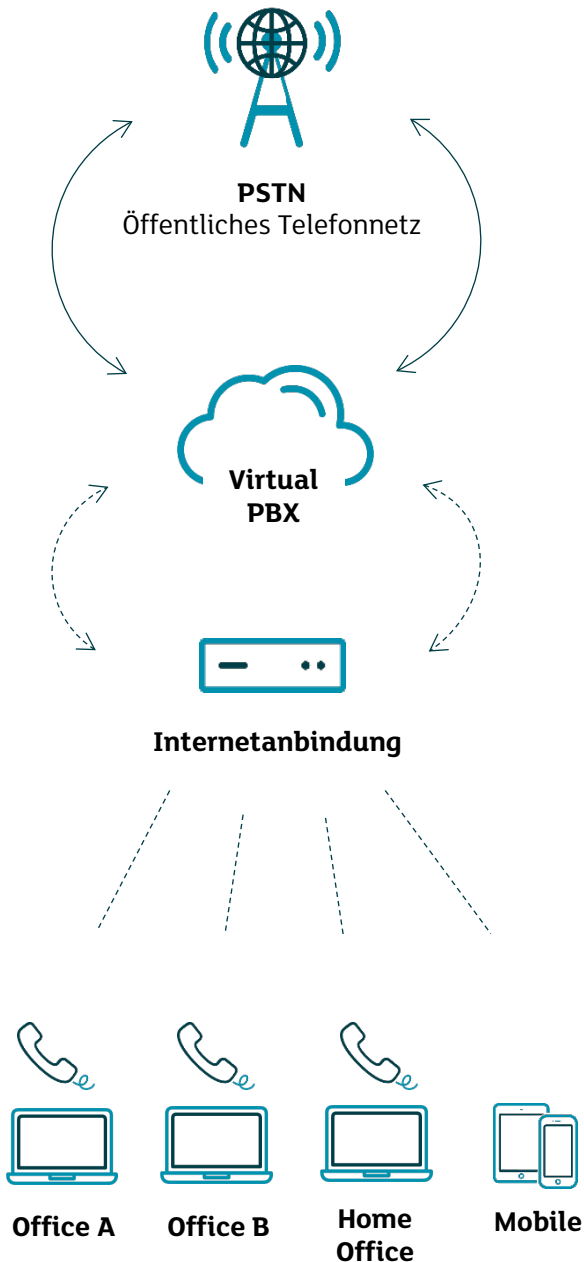 PSTN
Öffentliches Telefonnetz
Virtual
PBX
Internetanbindung
Office A
Office B
Home
Office
Mobile